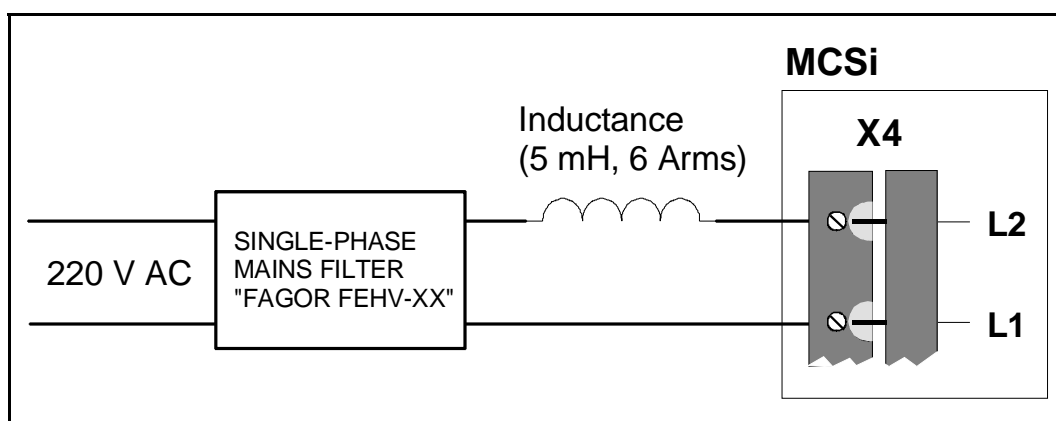 MCSi
Inductance
(5 mH, 6 Arms)
X4
220 V AC
SINGLE-PHASE
MAINS FILTER
"FAGOR FEHV-XX"
L2
L1